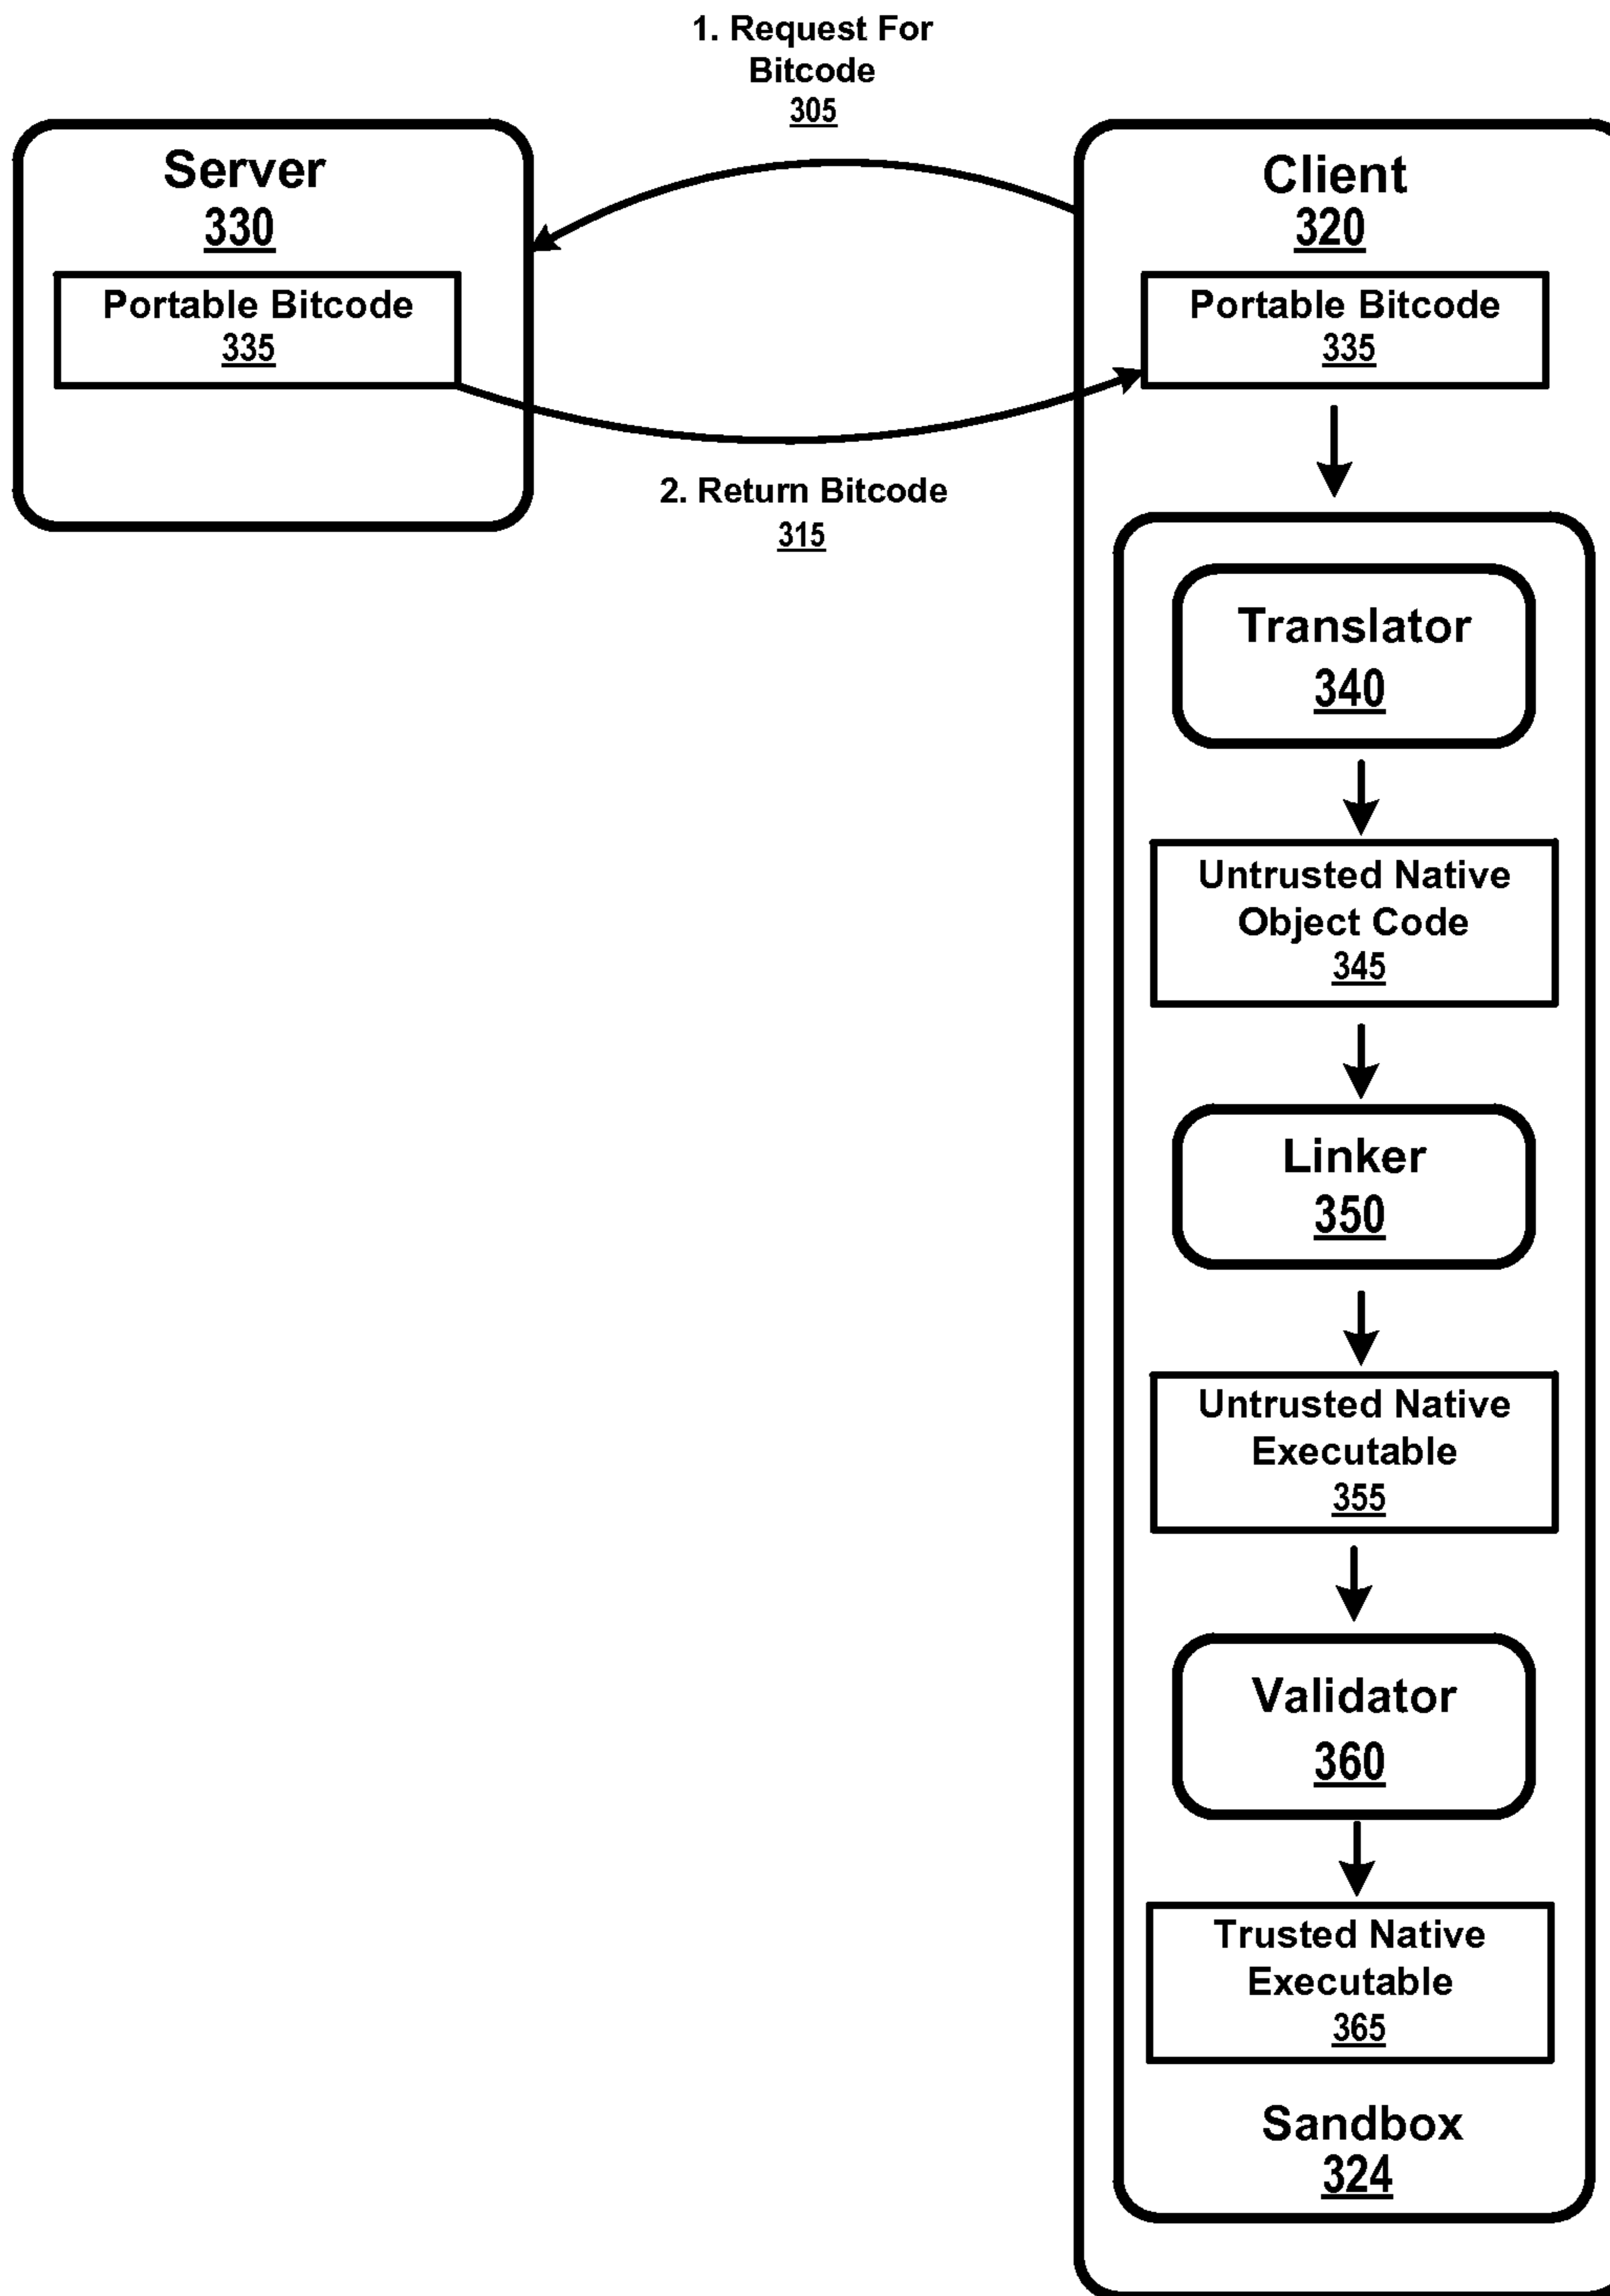 1. Request For
Bitcode
305
Server
330
Portable Bitcode
335
Client
320
Portable Bitcode
335
2. Return Bitcode
315
Translator
340
Untrusted Native
Object Code
345
Linker
350
Untrusted Native
Executable
355
Validator
360
Trusted Native
Executable
365
Sandbox
324